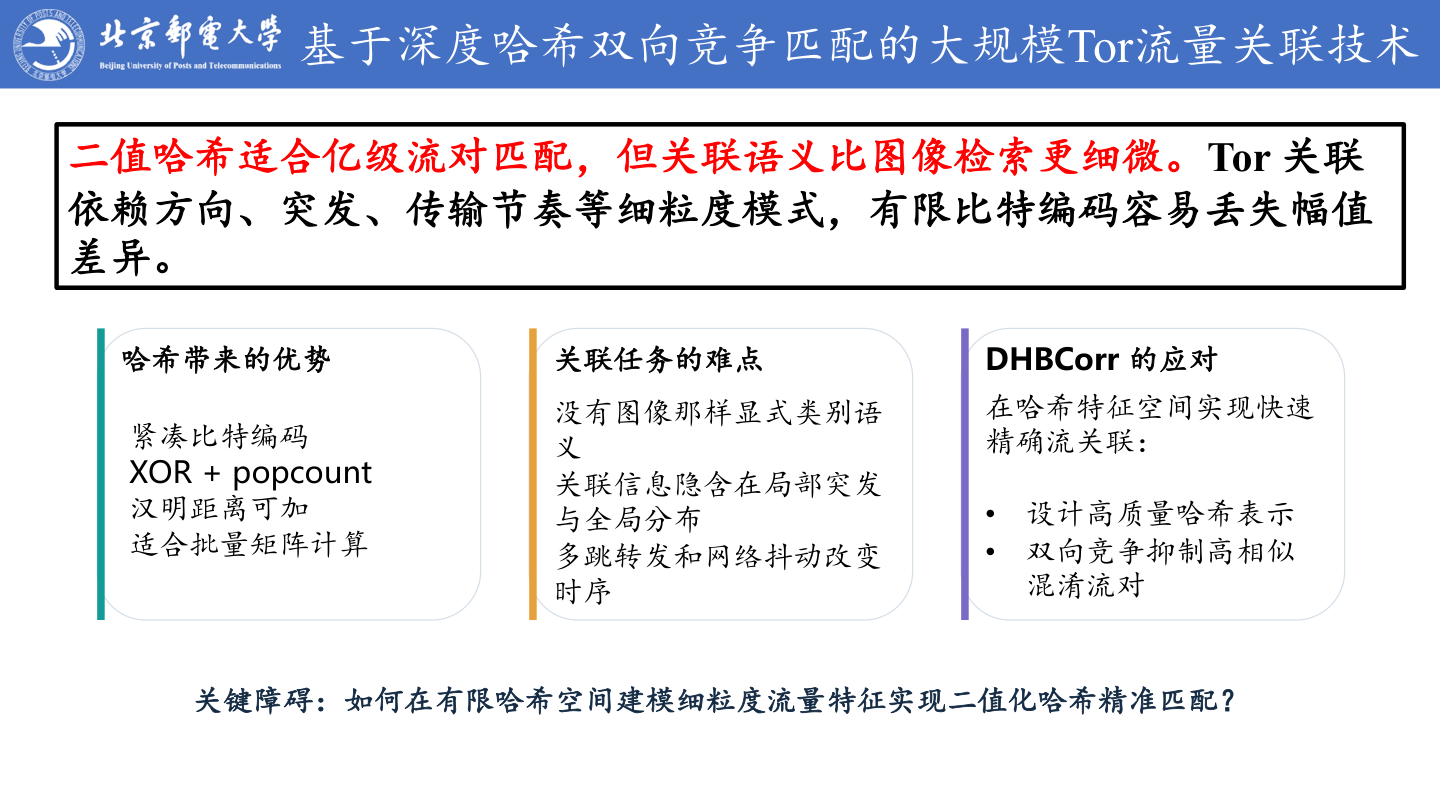 北京郵電大學
Beijing University of Posts and Telecommunications
基于深度哈希双向竞争匹配的大规模Tor流量关联技术
二值哈希适合亿级流对匹配，但关联语义比图像检索更细微。Tor 关联
依赖方向、突发、传输节奏等细粒度模式，有限比特编码容易丢失幅值
差异。
哈希带来的优势
紧凑比特编码
XOR + popcount
汉明距离可加
适合批量矩阵计算
关联任务的难点
没有图像那样显式类别语
义
关联信息隐含在局部突发
与全局分布
多跳转发和网络抖动改变
时序
DHBCorr 的应对
在哈希特征空间实现快速
精确流关联：
• 设计高质量哈希表示
• 双向竞争抑制高相似
混淆流对
关键障碍：如何在有限哈希空间建模细粒度流量特征实现二值化哈希精准匹配？